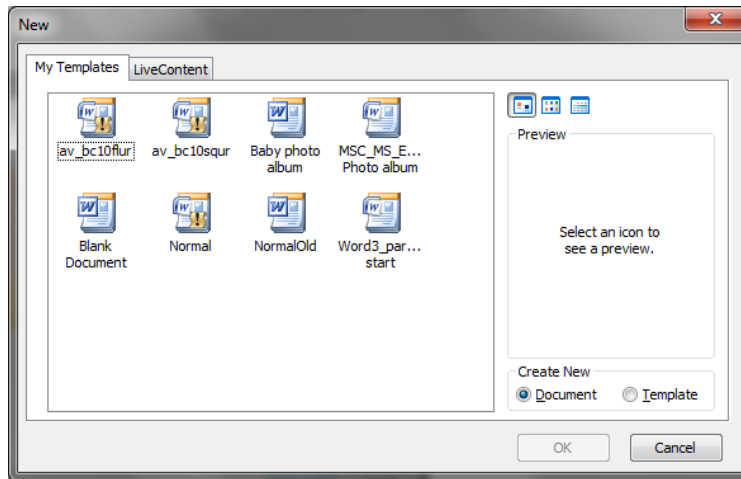 New
My Templates
LiveContent
av_bc10flur
av_bc10squr
Baby photo
album
MSC_MS_E...
Photo album
Blank
Document
Normal
NormalOld
Word3_par...
start
Preview
Select an icon to
see a preview.
Create New
Document
Template
OK
Cancel